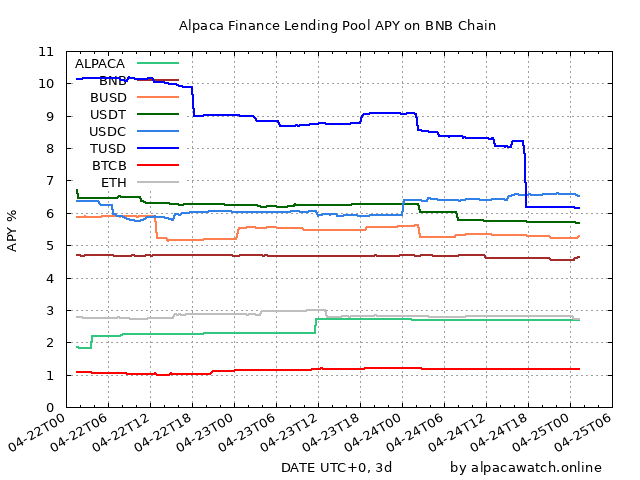 Alpaca Finance Lending Pool APY on BNB Chain
11
10
9
8
7
6
5
4
3
2
1
0
APY %
ALPACA
BNB
BUSD
USDT
USDC
TUSD
BTCB
ETH
04-22T00
04-22T06
04-22T12
04-22T18
04-23T00
04-23T06
04-23T12
04-23T18
04-24T00
04-24T06
04-24T12
04-24T18
04-25T00
04-25T06
DATE UTC+0, 3d
by alpacawatch.online